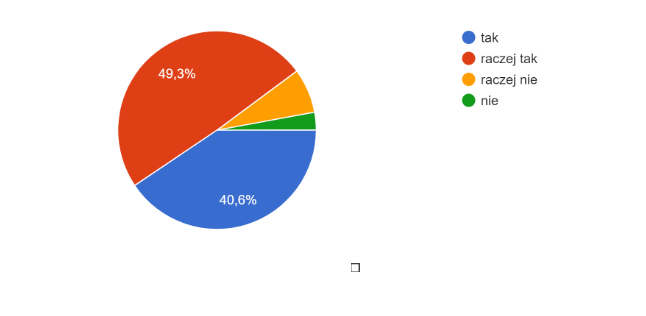 49,3%
40,6%
tak
raczej tak
raczej nie
nie